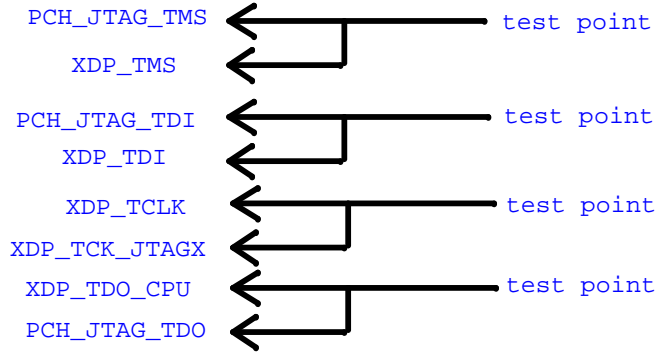 PCH_JTAG_TMS
test point
XDP_TMS
PCH_JTAG_TDI
test point
XDP_TDI
XDP_TCLK
test point
XDP_TCK_JTAGX
XDP_TDO_CPU
test point
PCH_JTAG_TDO